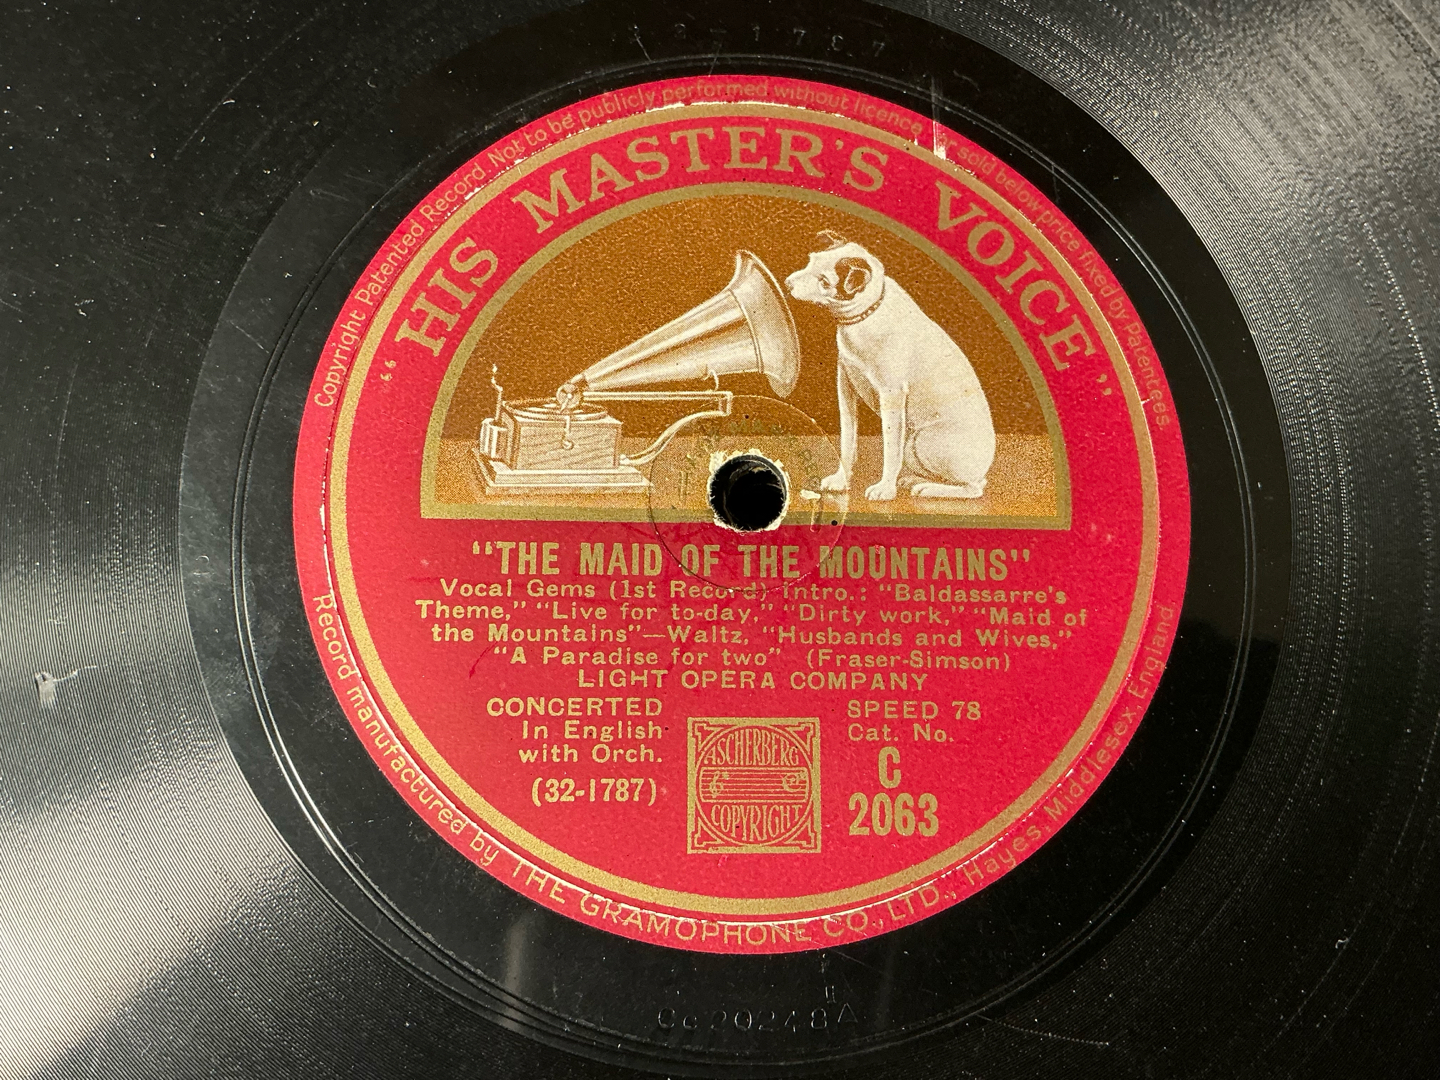 32-1787
Copyright Patented Record. Not to be publicly performed without licence or sold below price fixed by Patentees
“HIS MASTER'S VOICE”
“THE MAID OF THE MOUNTAINS”
Vocal Gems (1st Record) Intro.: “Baldassarre's
Theme,” “Live for to-day,” “Dirty work,” “Maid of
the Mountains”—Waltz, “Husbands and Wives,”
“A Paradise for two” (Fraser-Simson)
LIGHT OPERA COMPANY
CONCERTED
In English
with Orch.
(32-1787)
ASCHERBERG
COPYRIGHT
SPEED 78
Cat. No.
C
2063
Record manufactured by THE GRAMOPHONE CO., LTD., Hayes, Middlesex, England
II
Cc20248 A